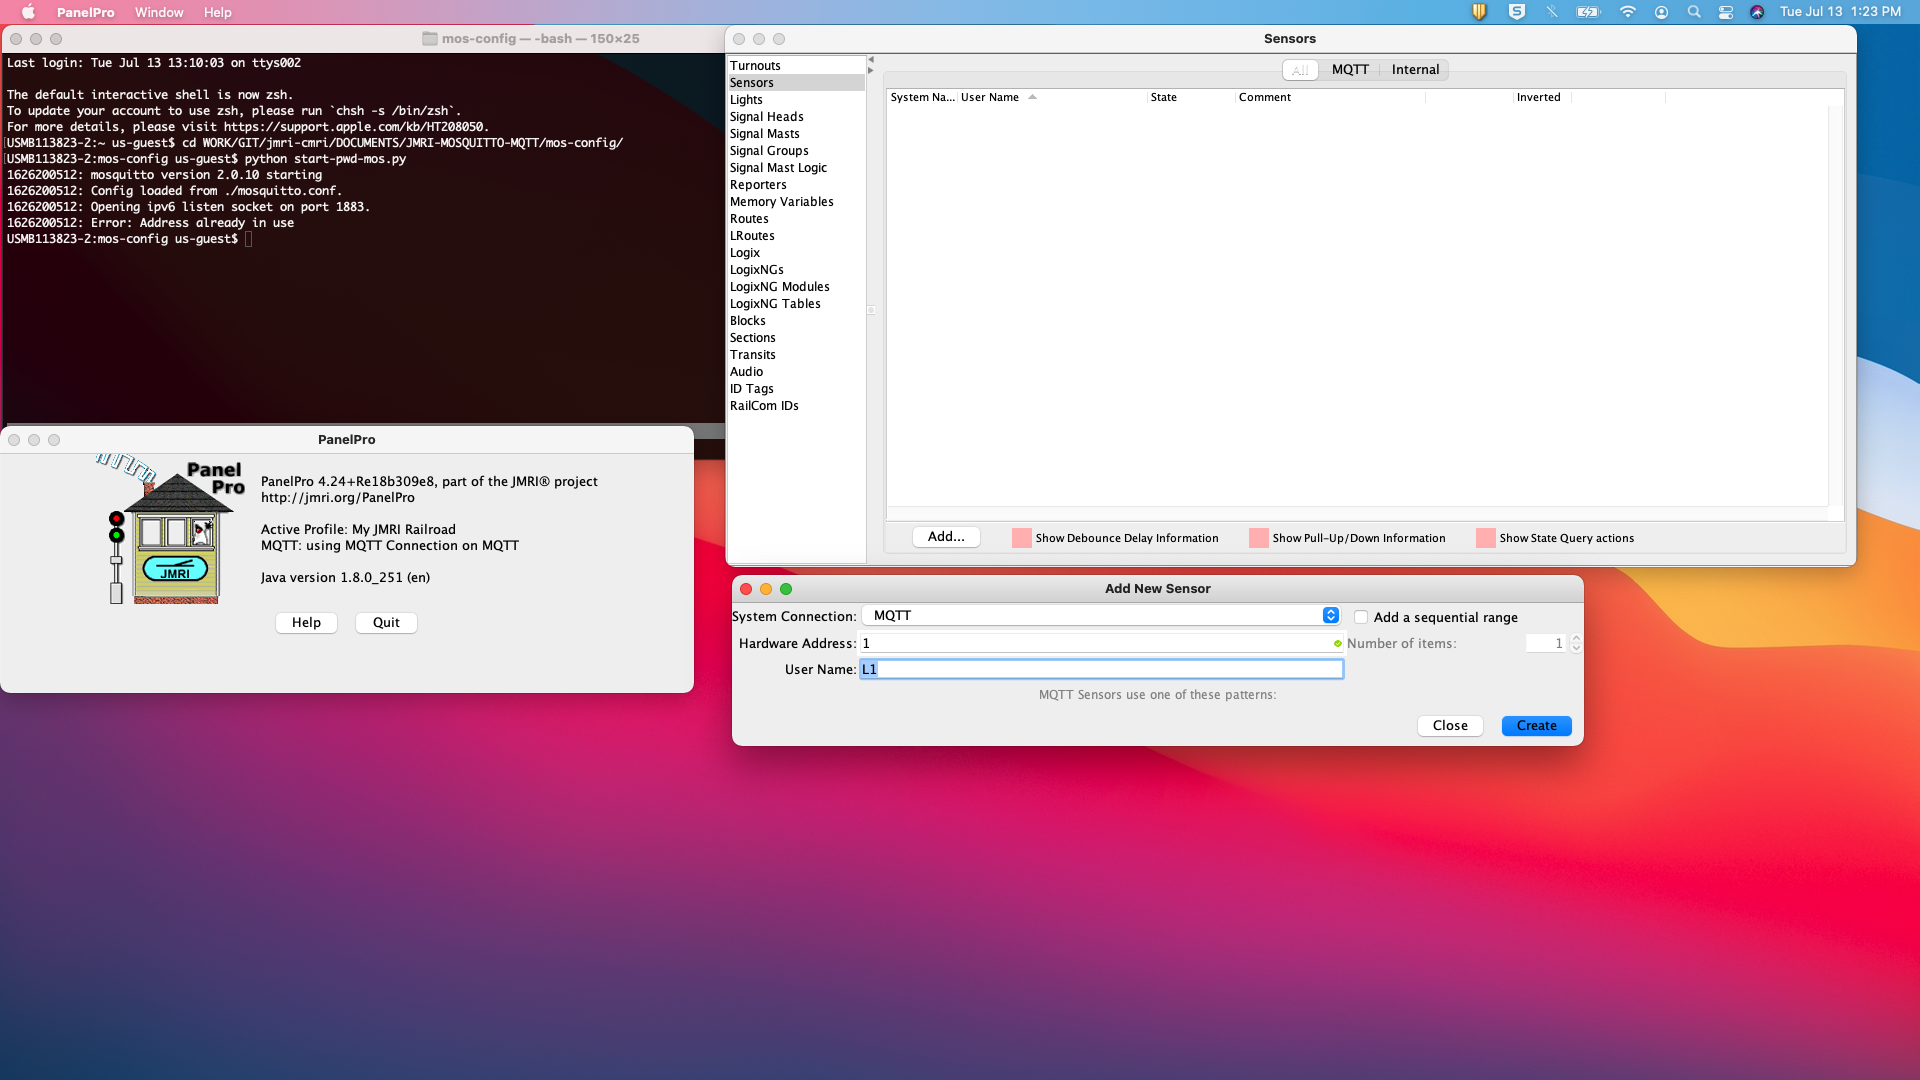 PanelPro Window Help
Tue Jul 13 1:23 PM
mos-config — -bash — 150×25
Last login: Tue Jul 13 13:10:03 on ttys002
The default interactive shell is now zsh.
To update your account to use zsh, please run `chsh -s /bin/zsh`.
For more details, please visit https://support.apple.com/kb/HT208050.
[USMB113823-2:~ us-guest$ cd WORK/GIT/jmri-cmri/DOCUMENTS/JMRI-MOSQUITTO-MQTT/mos-config/
[USMB113823-2:mos-config us-guest$ python start-pwd-mos.py
1626200512: mosquitto version 2.0.10 starting
1626200512: Config loaded from ./mosquitto.conf.
1626200512: Opening ipv6 listen socket on port 1883.
1626200512: Error: Address already in use
USMB113823-2:mos-config us-guest$
PanelPro
Panel
Pro
JMRI
PanelPro 4.24+Re18b309e8, part of the JMRI® project
http://jmri.org/PanelPro
Active Profile: My JMRI Railroad
MQTT: using MQTT Connection on MQTT
Java version 1.8.0_251 (en)
Help Quit
Sensors
Turnouts
Sensors
Lights
Signal Heads
Signal Masts
Signal Groups
Signal Mast Logic
Reporters
Memory Variables
Routes
LRoutes
Logix
LogixNGs
LogixNG Modules
LogixNG Tables
Blocks
Sections
Transits
Audio
ID Tags
RailCom IDs
All MQTT Internal
System Na... User Name State Comment Inverted
Add... Show Debounce Delay Information Show Pull-Up/Down Information Show State Query actions
Add New Sensor
System Connection: MQTT Add a sequential range
Hardware Address: 1 Number of items: 1
User Name: L1
MQTT Sensors use one of these patterns:
Close Create